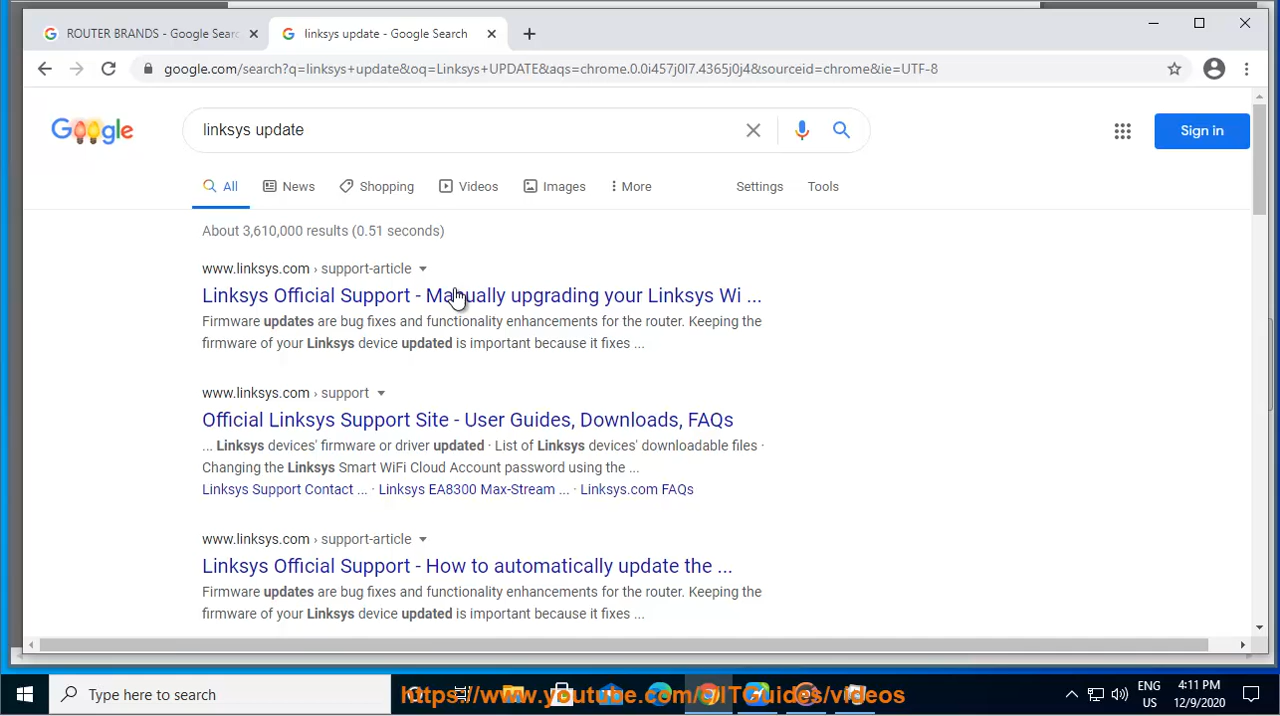 ROUTER BRANDS - Google Searc
linksys update - Google Search
google.com/search?q=linksys+update&oq=Linksys+UPDATE&aqs=chrome.0.0i457j0l7.4365j0j4&sourceid=chrome&ie=UTF-8
Google
linksys update
Sign in
All
News
Shopping
Videos
Images
More
Settings
Tools
About 3,610,000 results (0.51 seconds)
www.linksys.com › support-article
Linksys Official Support - Manually upgrading your Linksys Wi ...
Firmware updates are bug fixes and functionality enhancements for the router. Keeping the
firmware of your Linksys device updated is important because it fixes ...
www.linksys.com › support
Official Linksys Support Site - User Guides, Downloads, FAQs
... Linksys devices' firmware or driver updated · List of Linksys devices' downloadable files ·
Changing the Linksys Smart WiFi Cloud Account password using the ...
Linksys Support Contact ... · Linksys EA8300 Max-Stream ... · Linksys.com FAQs
www.linksys.com › support-article
Linksys Official Support - How to automatically update the ...
Firmware updates are bug fixes and functionality enhancements for the router. Keeping the
firmware of your Linksys device updated is important because it fixes ...
Type here to search
https://www.youtube.com/DITGuides/videos
ENG
US
4:11 PM
12/9/2020